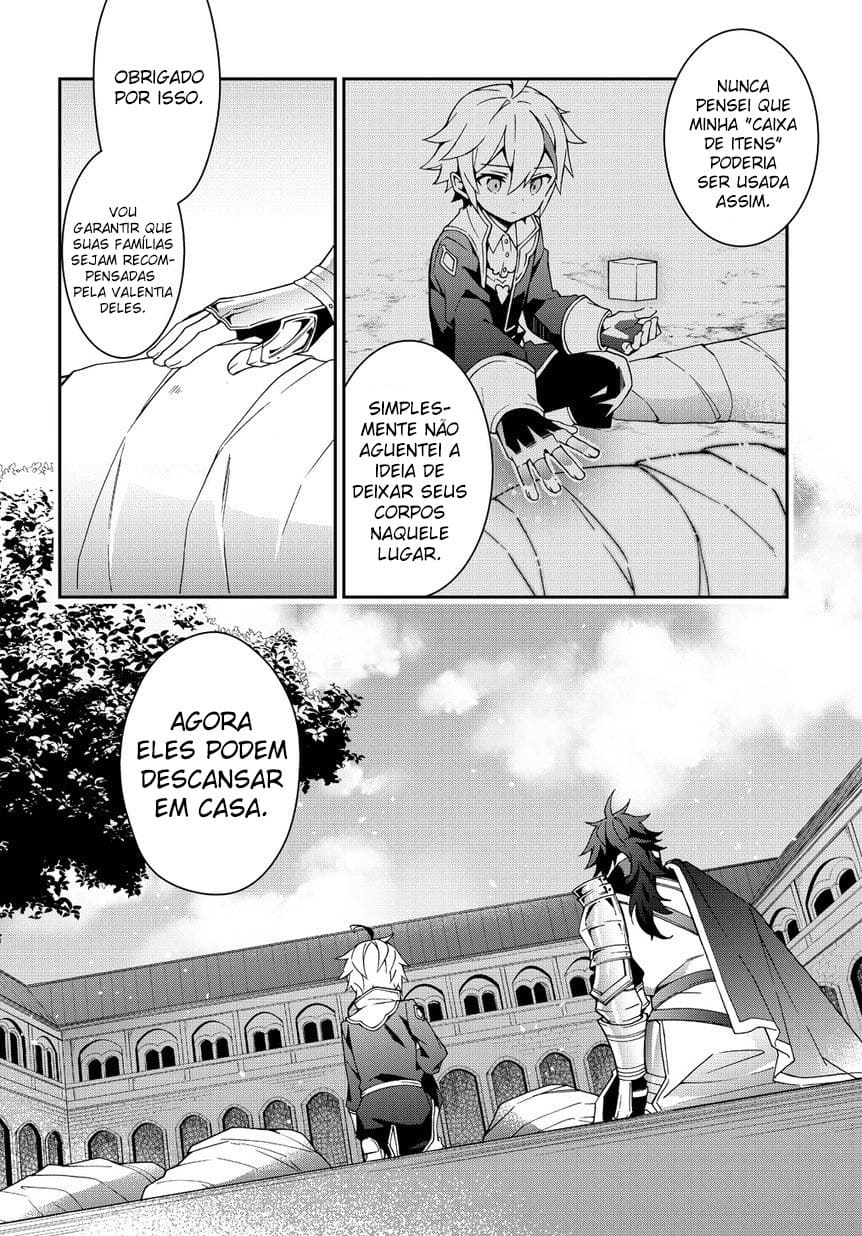 NUNCA
PENSEI QUE
MINHA "CAIXA
DE ITENS"
PODERIA
SER USADA
ASSIM.
SIMPLES-
MENTE NÃO
AGUENTEI A
IDEIA DE
DEIXAR SEUS
CORPOS
NAQUELE
LUGAR.
OBRIGADO
POR ISSO.
VOU
GARANTIR QUE
SUAS FAMÍLIAS
SEJAM RECOM-
PENSADAS
PELA VALENTIA
DELES.
AGORA
ELES PODEM
DESCANSAR
EM CASA.